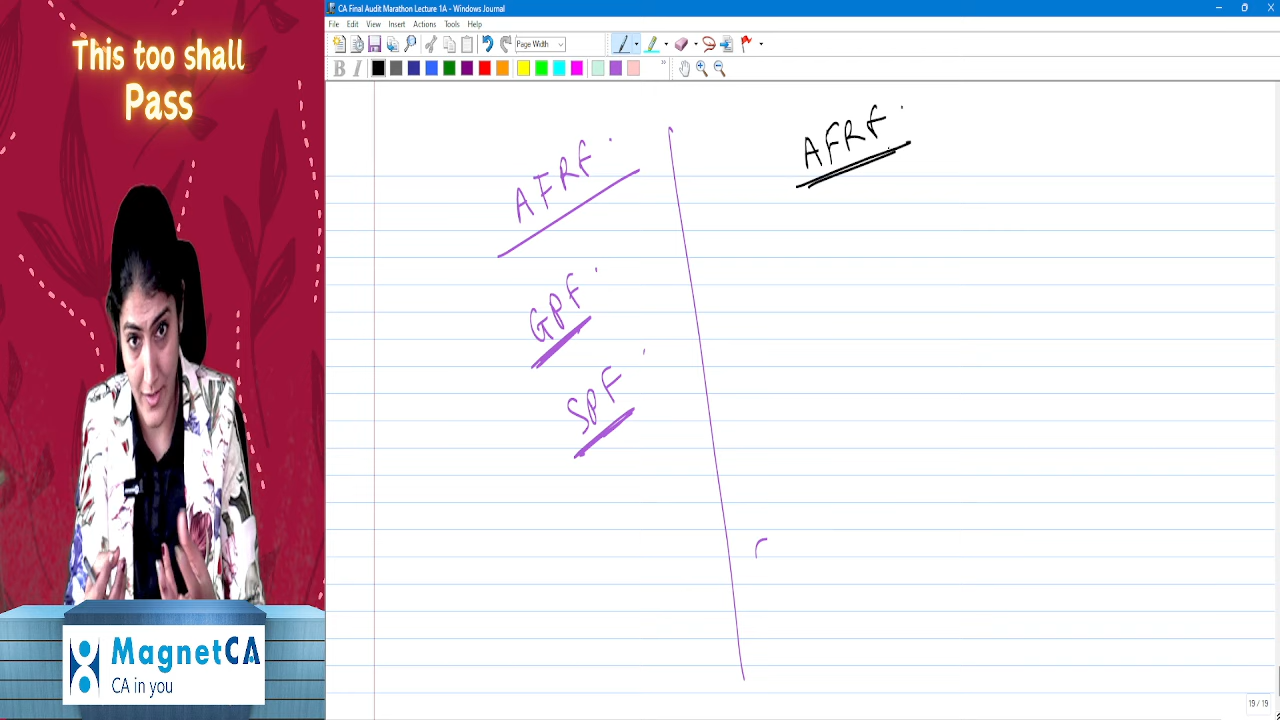 This too shall
Pass
CA Final Audit Marathon Lecture 1A - Windows Journal
File Edit View Insert Actions Tools Help
Page Width
B I
AFRF.
GPF.
SPF
AFRF.
MagnetCA
CA in you
19 / 19